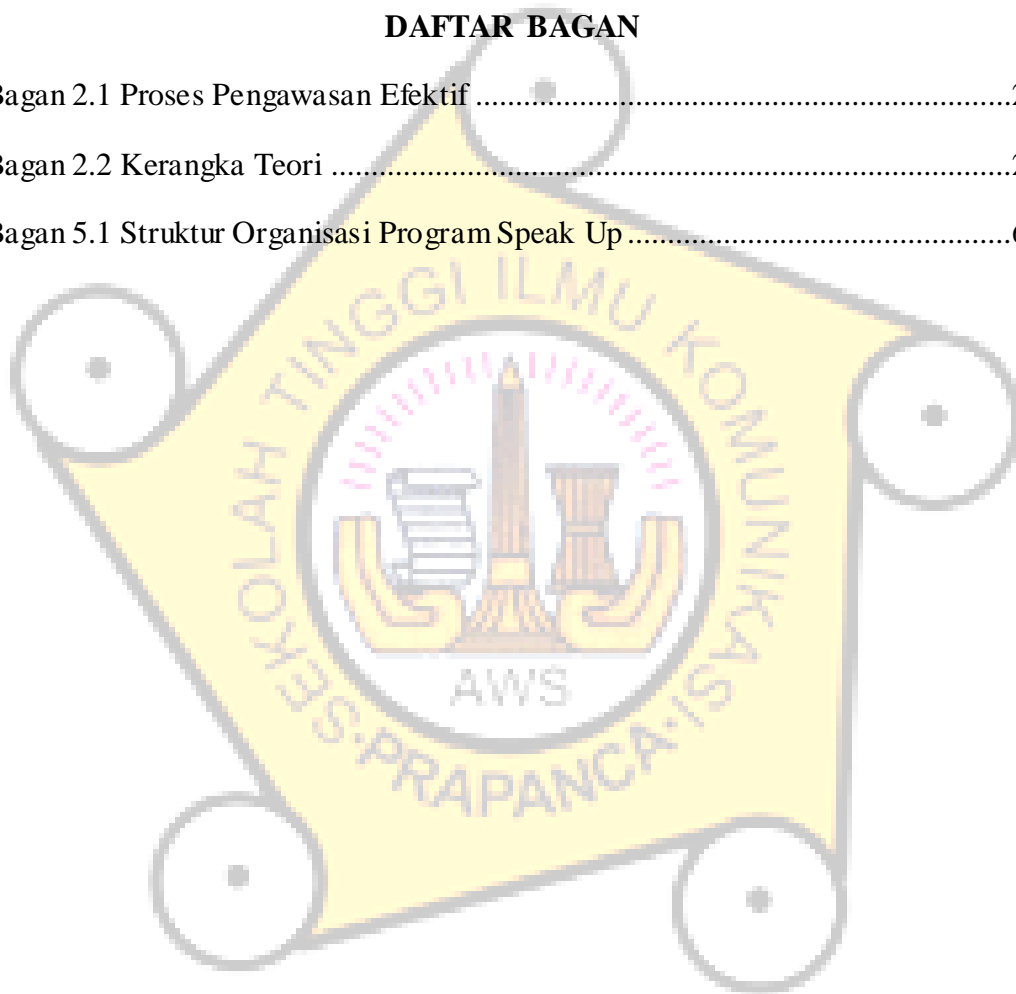 DAFTAR BAGAN
Bagan 2.1 Proses Pengawasan Efektif ....................................................................
Bagan 2.2 Kerangka Teori ......................................................................................
Bagan 5.1 Struktur Organisasi Program Speak Up .................................................
SEKOLAH TINGGI ILMU KOMUNIKASI
AWS
PRAPANCA